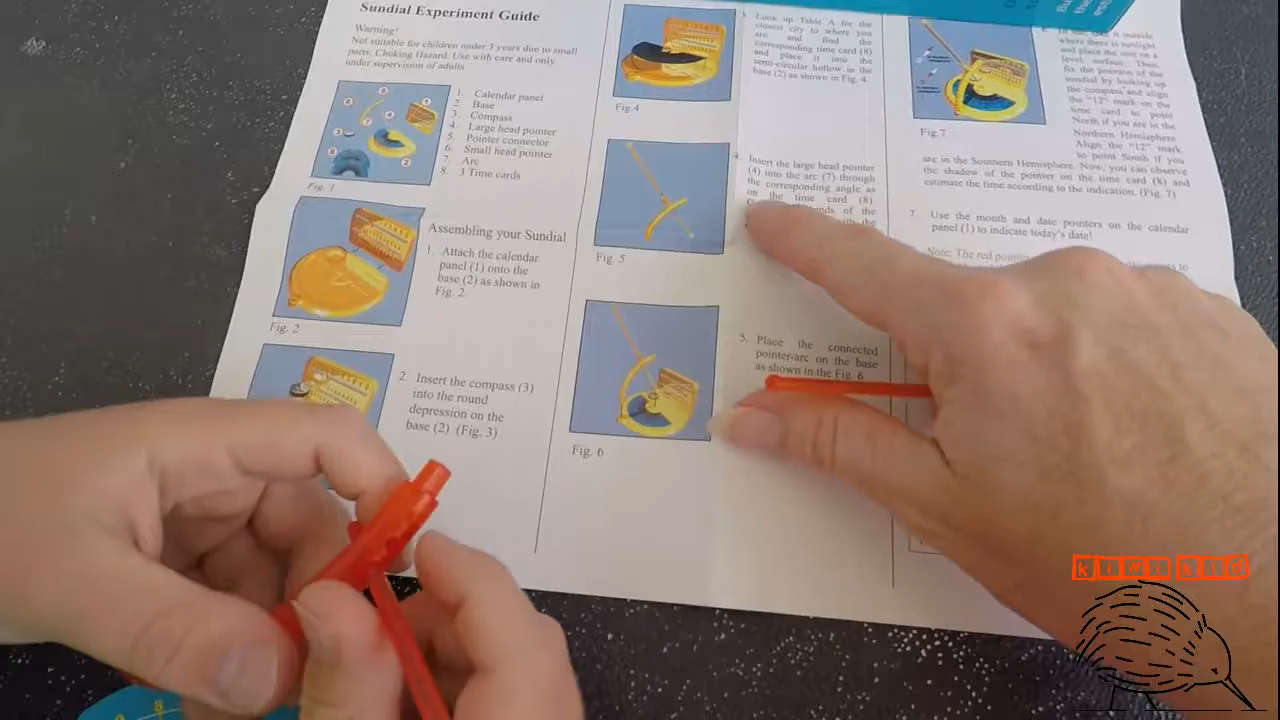 Sundial Experiment Guide
Warning!
Not suitable for children under 3 years due to small
parts. Choking Hazard. Use with care and only
under supervision of adults
1. Calendar panel
2 Base
3. Compass
4. Large head pointer
5. Pointer connector
6. Small head pointer
7. Arc
8. 3 Time cards
Fig. 1
Assembling your Sundial
1. Attach the calendar
panel (1) onto the
base (2) as shown in
Fig. 2
Fig. 2
2. Insert the compass (3)
into the round
depression on the
base (2) (Fig. 3)
3. Look up Table A for the
closest city to where you
are and find the
corresponding time card (8)
and place it into the
semi-circular hollow in the
base (2) as shown in Fig. 4.
Fig.4
4. Insert the large head pointer
(4) into the arc (7) through
the corresponding angle as
on the time card (8)
of the
with the
Fig. 5
5. Place the connected
pointer-arc on the base
as shown in the Fig. 6
Fig. 6
it outside
where there is sunlight
and place the unit on a
level surface. Then
fix the position of the
sundial by looking up
the compass and align
the "12" mark on the
time card to point
North if you are in the
Northern Hemisphere
Align the "12" mark
to point South if you
are in the Southern Hemisphere. Now, you can observe
the shadow of the pointer on the time card (8) and
estimate the time according to the indication. (Fig. 7)
Fig.7
7. Use the month and date pointers on the calendar
panel (1) to indicate today's date!
Note: The red
to
KIWI KID